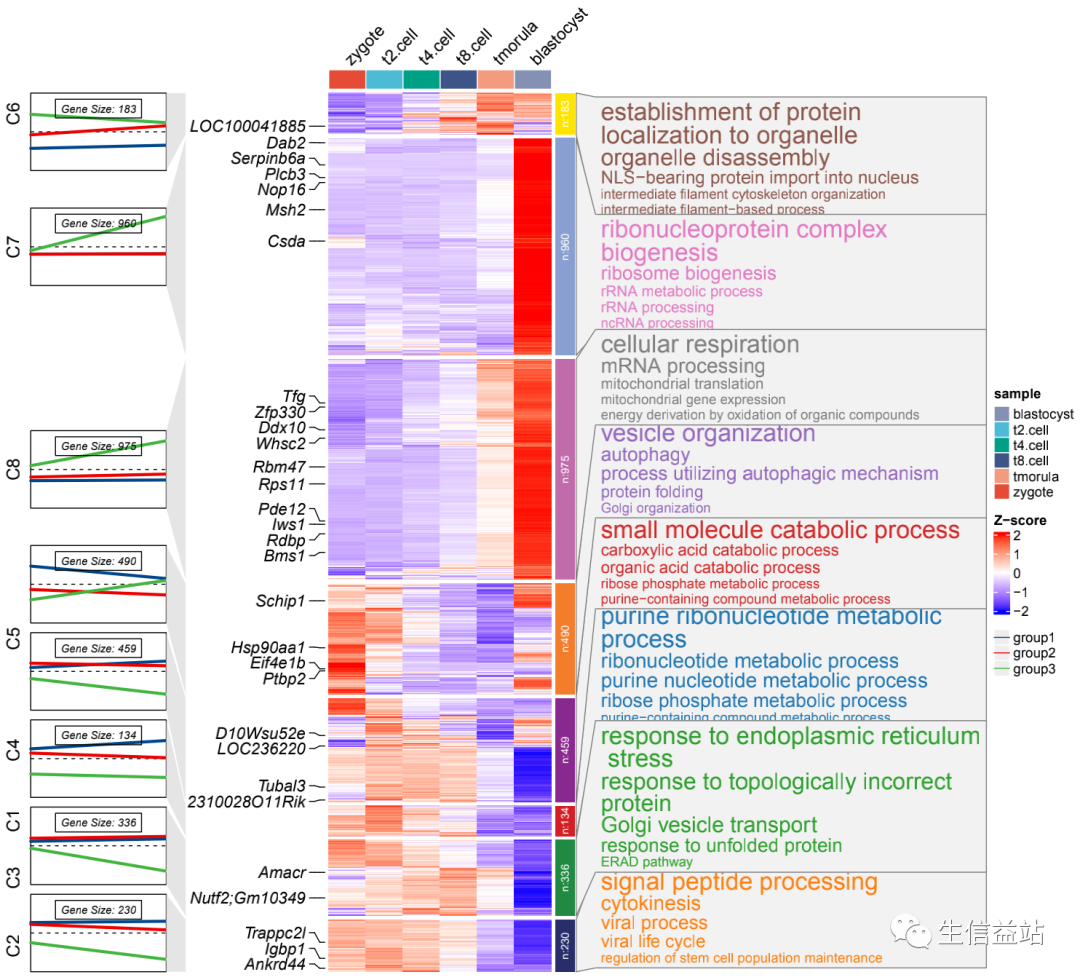 zygote
t2.cell
t4.cell
t8.cell
tmorula
blastocyst
C6
Gene Size: 183
C7
Gene Size: 960
C8
Gene Size: 975
Gene Size: 490
C5
Gene Size: 459
C4
Gene Size: 134
C1
Gene Size: 336
C3
Gene Size: 230
C2
LOC100041885
Dab2
Serpinb6a
Plcb3
Nop16
Msh2
Csda
Tfg
Zfp330
Ddx10
Whsc2
Rbm47
Rps11
Pde12
Iws1
Rdbp
Bms1
Schip1
Hsp90aa1
Eif4e1b
Ptbp2
D10Wsu52e
LOC236220
Tubal3
2310028O11Rik
Amacr
Nutf2;Gm10349
Trappc2l
Igbp1
Ankrd44
n:183
n:960
n:975
n:490
n:459
n:134
n:336
n:230
establishment of protein
localization to organelle
organelle disassembly
NLS−bearing protein import into nucleus
intermediate filament cytoskeleton organization
intermediate filament−based process
ribonucleoprotein complex
biogenesis
ribosome biogenesis
rRNA metabolic process
rRNA processing
ncRNA processing
cellular respiration
mRNA processing
mitochondrial translation
mitochondrial gene expression
energy derivation by oxidation of organic compounds
vesicle organization
autophagy
process utilizing autophagic mechanism
protein folding
Golgi organization
small molecule catabolic process
carboxylic acid catabolic process
organic acid catabolic process
ribose phosphate metabolic process
purine−containing compound metabolic process
purine ribonucleotide metabolic
process
ribonucleotide metabolic process
purine nucleotide metabolic process
ribose phosphate metabolic process
purine−containing compound metabolic process
response to endoplasmic reticulum
stress
response to topologically incorrect
protein
Golgi vesicle transport
response to unfolded protein
ERAD pathway
signal peptide processing
cytokinesis
viral process
viral life cycle
regulation of stem cell population maintenance
sample
blastocyst
t2.cell
t4.cell
t8.cell
tmorula
zygote
Z−score
2
1
0
−1
−2
group1
group2
group3
生信益站